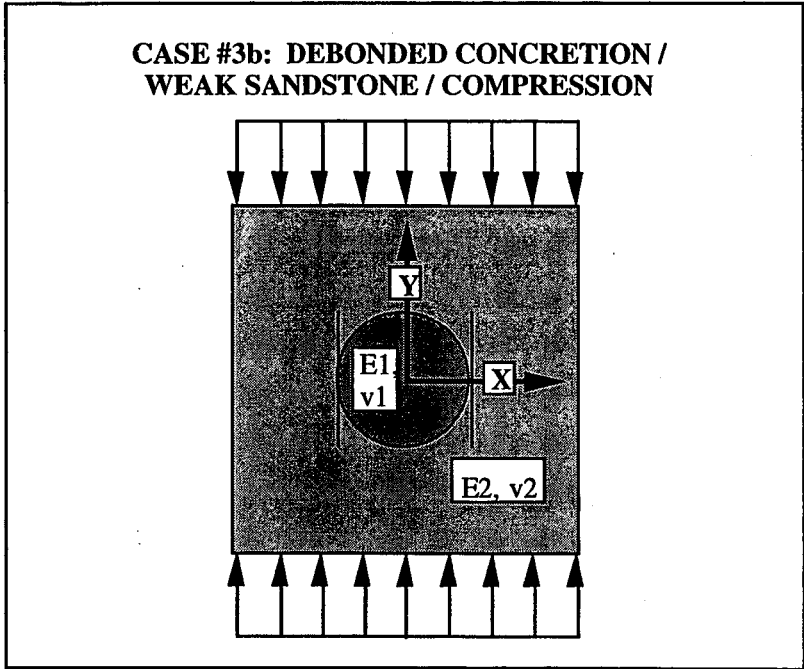 CASE #3b: DEBONDED CONCRETION /
WEAK SANDSTONE / COMPRESSION
Y
E1,
v1
X
E2, v2